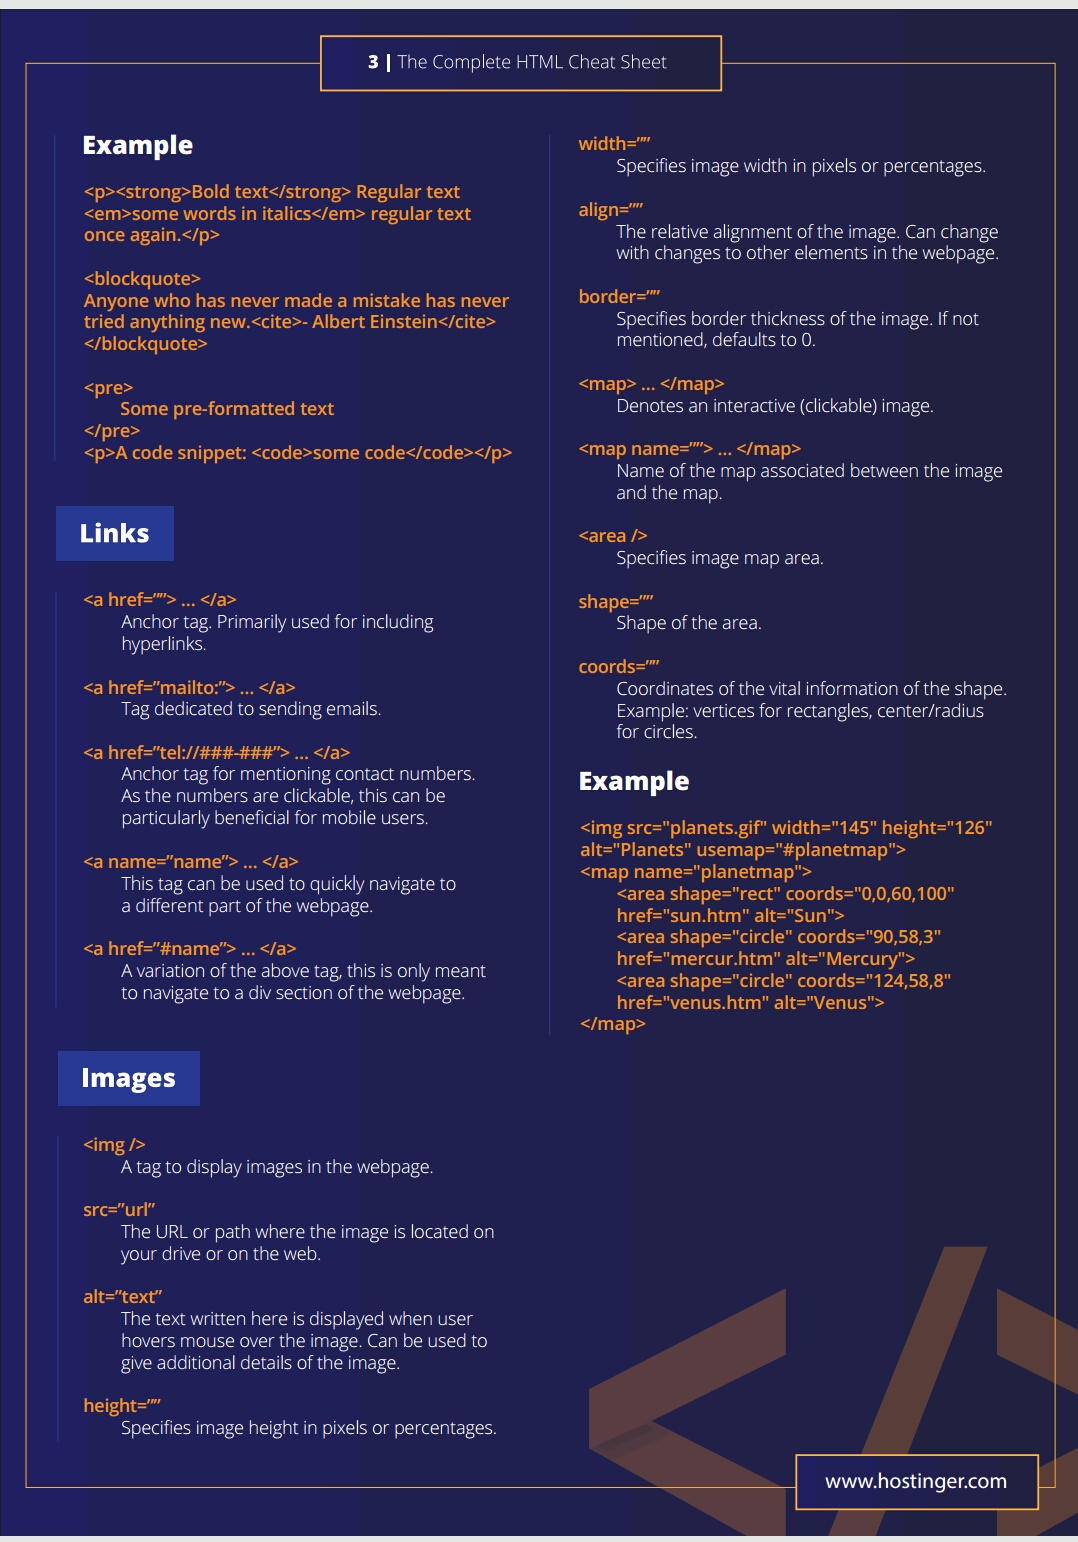 3 | The Complete HTML Cheat Sheet
Example
<p><strong>Bold text</strong> Regular text
<em>some words in italics</em> regular text
once again.</p>
<blockquote>
Anyone who has never made a mistake has never
tried anything new.<cite>- Albert Einstein</cite>
</blockquote>
<pre>
Some pre-formatted text
</pre>
<p>A code snippet: <code>some code</code></p>
Links
<a href=””> ... </a>
Anchor tag. Primarily used for including
hyperlinks.
<a href=”mailto:”> ... </a>
Tag dedicated to sending emails.
<a href=”tel://###-###”> ... </a>
Anchor tag for mentioning contact numbers.
As the numbers are clickable, this can be
particularly beneficial for mobile users.
<a name=”name”> ... </a>
This tag can be used to quickly navigate to
a different part of the webpage.
<a href=”#name”> ... </a>
A variation of the above tag, this is only meant
to navigate to a div section of the webpage.
Images
<img />
A tag to display images in the webpage.
src=”url”
The URL or path where the image is located on
your drive or on the web.
alt=”text”
The text written here is displayed when user
hovers mouse over the image. Can be used to
give additional details of the image.
height=””
Specifies image height in pixels or percentages.
width=””
Specifies image width in pixels or percentages.
align=””
The relative alignment of the image. Can change
with changes to other elements in the webpage.
border=””
Specifies border thickness of the image. If not
mentioned, defaults to 0.
<map> ... </map>
Denotes an interactive (clickable) image.
<map name=””> ... </map>
Name of the map associated between the image
and the map.
<area />
Specifies image map area.
shape=””
Shape of the area.
coords=””
Coordinates of the vital information of the shape.
Example: vertices for rectangles, center/radius
for circles.
Example
<img src="planets.gif" width="145" height="126"
alt="Planets" usemap="#planetmap">
<map name="planetmap">
<area shape="rect" coords="0,0,60,100"
href="sun.htm" alt="Sun">
<area shape="circle" coords="90,58,3"
href="mercur.htm" alt="Mercury">
<area shape="circle" coords="124,58,8"
href="venus.htm" alt="Venus">
</map>
www.hostinger.com